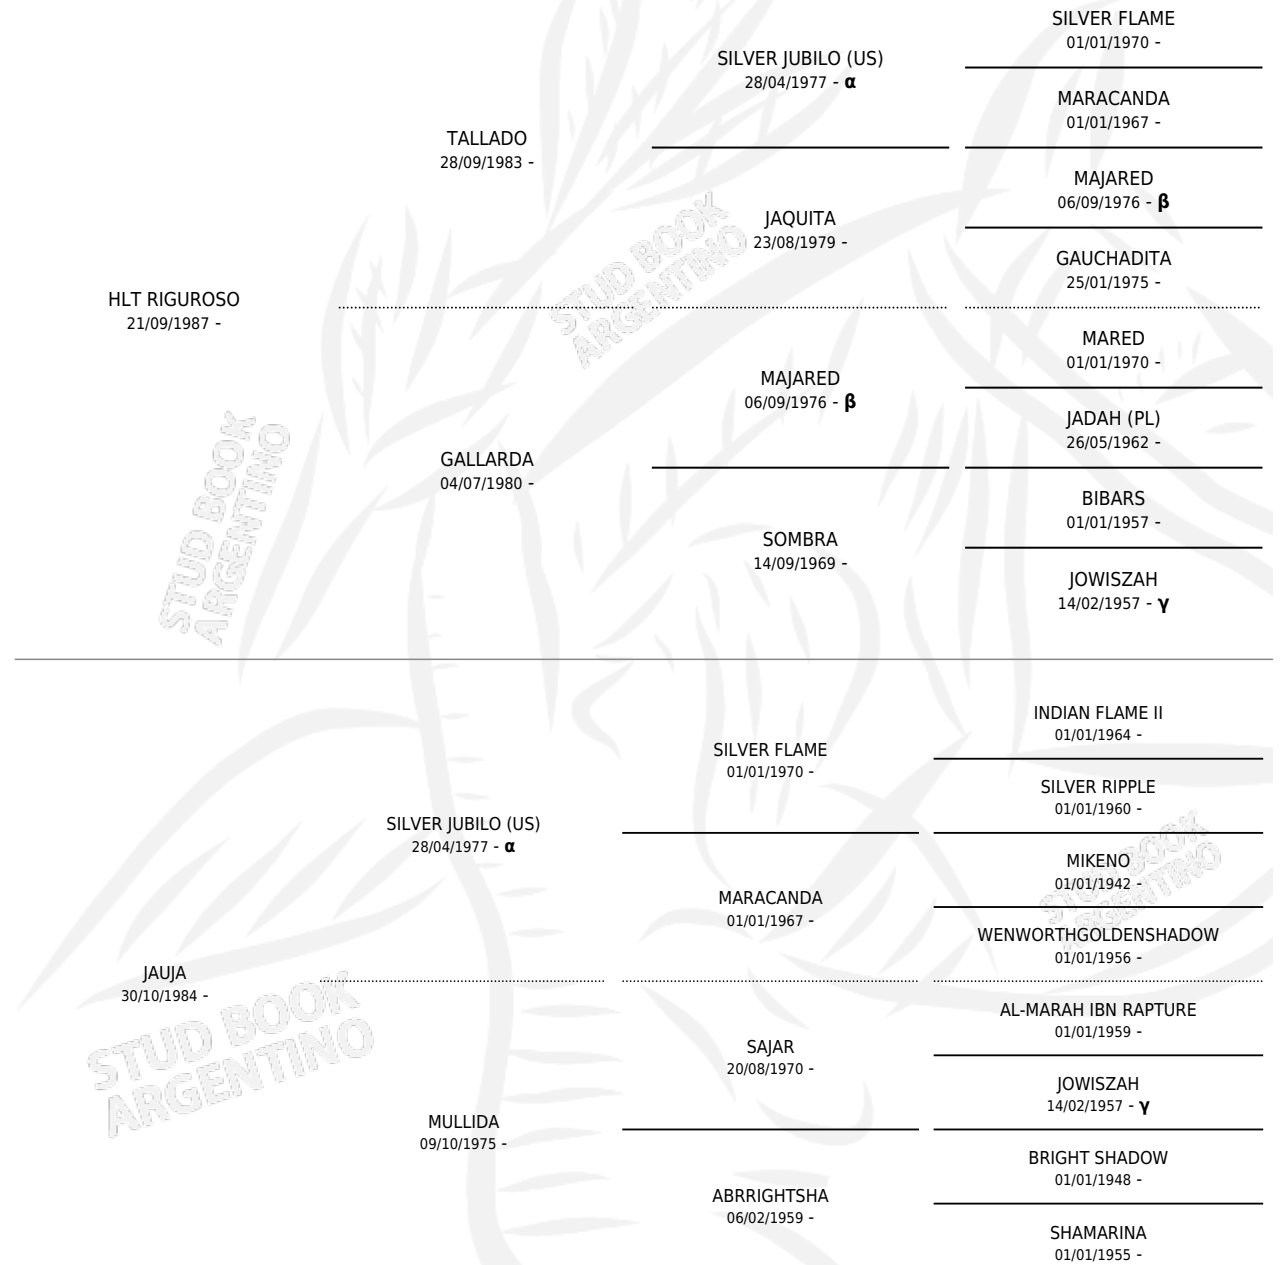 SILVER FLAME
01/01/1970 -
SILVER JUBILO (US)
28/04/1977 - α
MARACANDA
01/01/1967 -
TALLADO
28/09/1983 -
MAJARED
06/09/1976 - β
JAQUITA
23/08/1979 -
GAUCHADITA
25/01/1975 -
HLT RIGUROSO
21/09/1987 -
MARED
01/01/1970 -
MAJARED
06/09/1976 - β
JADAH (PL)
26/05/1962 -
GALLARDA
04/07/1980 -
BIBARS
01/01/1957 -
SOMBRA
14/09/1969 -
JOWISZAH
14/02/1957 - γ
INDIAN FLAME II
01/01/1964 -
SILVER FLAME
01/01/1970 -
SILVER RIPPLE
01/01/1960 -
SILVER JUBILO (US)
28/04/1977 - α
MIKENO
01/01/1942 -
MARACANDA
01/01/1967 -
WENWORTHGOLDENSHADOW
01/01/1956 -
JAUJA
30/10/1984 -
AL-MARAH IBN RAPTURE
01/01/1959 -
SAJAR
20/08/1970 -
JOWISZAH
14/02/1957 - γ
MULLIDA
09/10/1975 -
BRIGHT SHADOW
01/01/1948 -
ABRRIGHTSHA
06/02/1959 -
SHAMARINA
01/01/1955 -
STUD BOOK
ARGENTINO
STUD BOOK
ARGENTINO
STUD BOOK
ARGENTINO
STUD BOOK
ARGENTINO